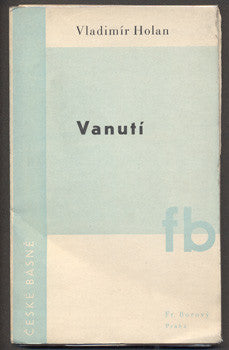 Vladimír Holan
Vanutí
fb
ČESKÉ BÁSNĚ
Fr. Borový
Praha